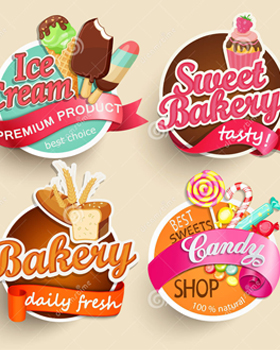 Ice
Cream
PREMIUM PRODUCT
best choice
Sweet
Bakery
tasty!
Bakery
daily fresh
BEST
SWEETS
Candy
SHOP
100 % natural